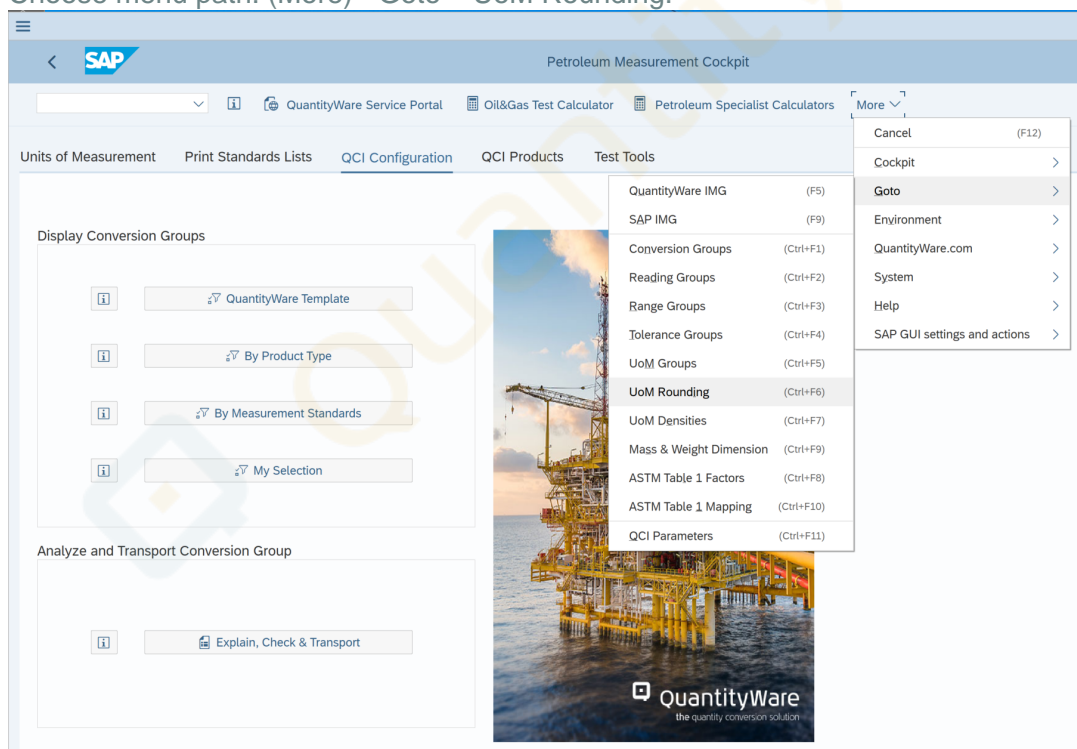 Choose menu path: (More) - Goto - UoM Rounding:
SAP
Petroleum Measurement Cockpit
QuantityWare Service Portal
Oil&Gas Test Calculator
Petroleum Specialist Calculators
More
Cancel (F12)
Cockpit
Goto
Environment
QuantityWare.com
System
Help
SAP GUI settings and actions
Units of Measurement
Print Standards Lists
QCI Configuration
QCI Products
Test Tools
QuantityWare IMG (F5)
SAP IMG (F9)
Conversion Groups (Ctrl+F1)
Reading Groups (Ctrl+F2)
Range Groups (Ctrl+F3)
Tolerance Groups (Ctrl+F4)
UoM Groups (Ctrl+F5)
UoM Rounding (Ctrl+F6)
UoM Densities (Ctrl+F7)
Mass & Weight Dimension (Ctrl+F9)
ASTM Table 1 Factors (Ctrl+F8)
ASTM Table 1 Mapping (Ctrl+F10)
QCI Parameters (Ctrl+F11)
Display Conversion Groups
QuantityWare Template
By Product Type
By Measurement Standards
My Selection
Analyze and Transport Conversion Group
Explain, Check & Transport
QuantityWare
the quantity conversion solution
Quantity